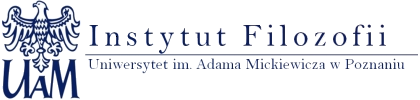 UAM
Instytut Filozofii
Uniwersytet im. Adama Mickiewicza w Poznaniu